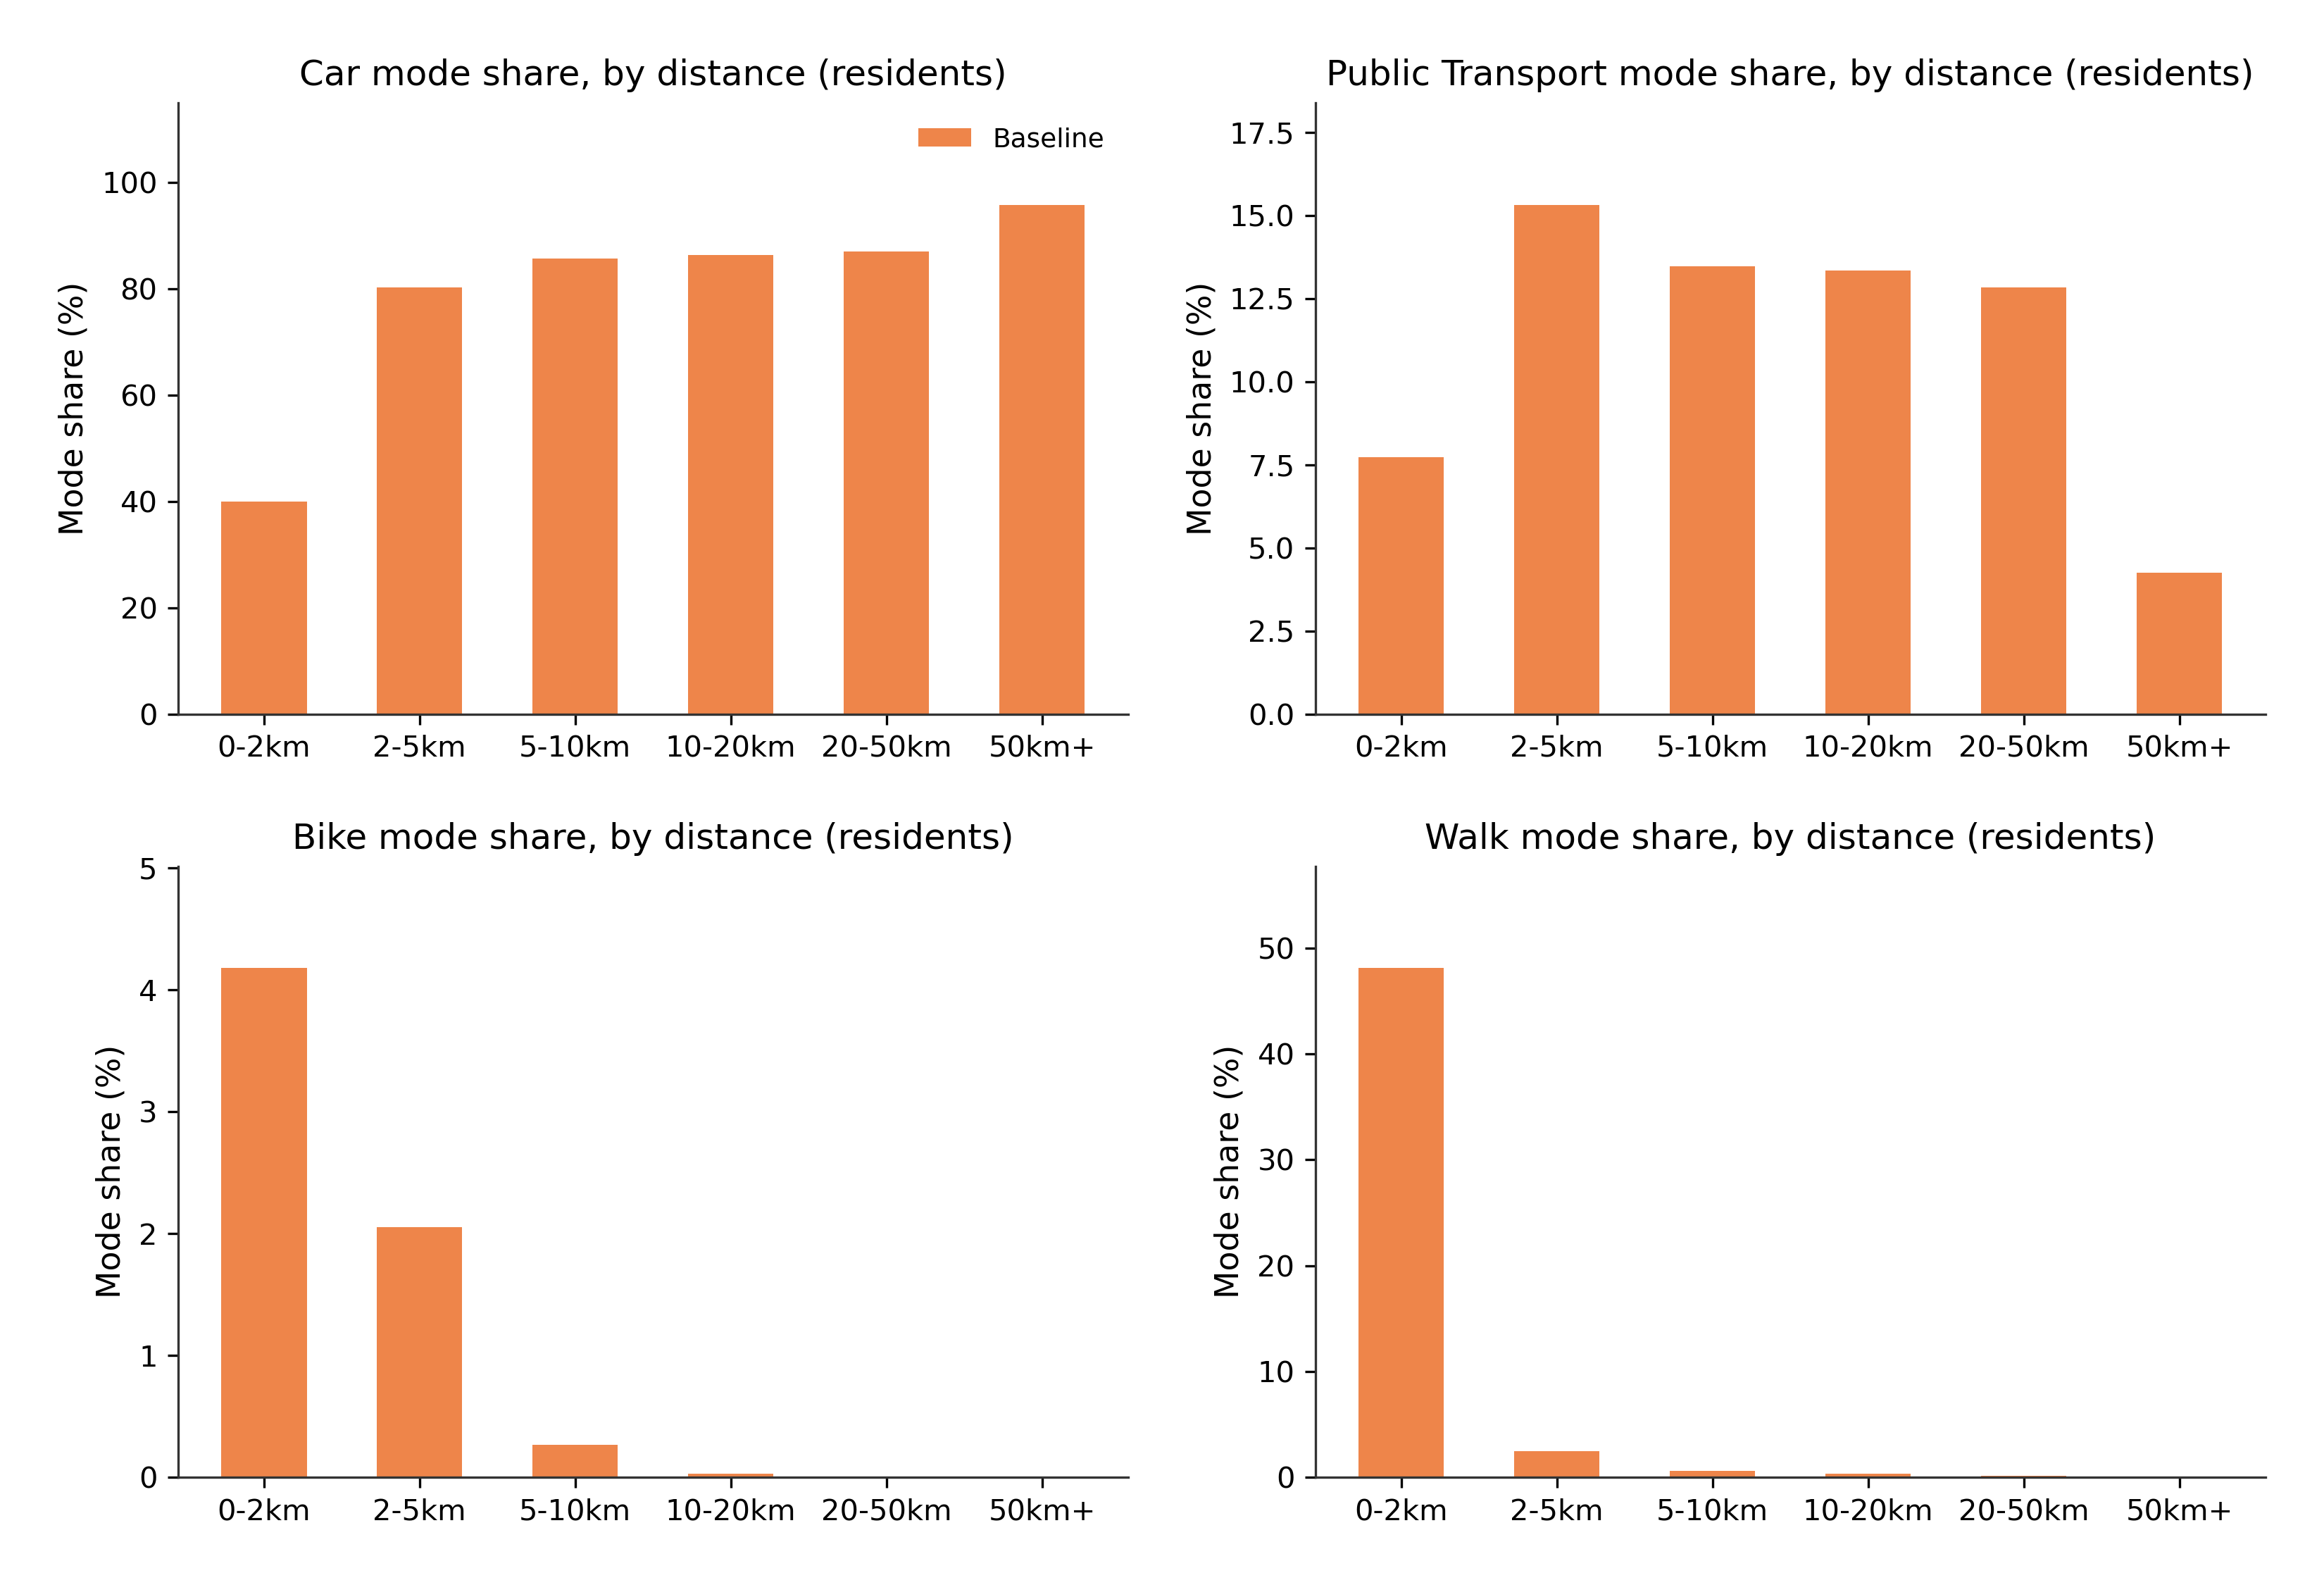 Car mode share, by distance (residents)
Mode share (%)
100
80
60
40
20
0
Baseline
0-2km 2-5km 5-10km 10-20km 20-50km 50km+
Public Transport mode share, by distance (residents)
Mode share (%)
17.5
15.0
12.5
10.0
7.5
5.0
2.5
0.0
0-2km 2-5km 5-10km 10-20km 20-50km 50km+
Bike mode share, by distance (residents)
Mode share (%)
5
4
3
2
1
0
0-2km 2-5km 5-10km 10-20km 20-50km 50km+
Walk mode share, by distance (residents)
Mode share (%)
50
40
30
20
10
0
0-2km 2-5km 5-10km 10-20km 20-50km 50km+